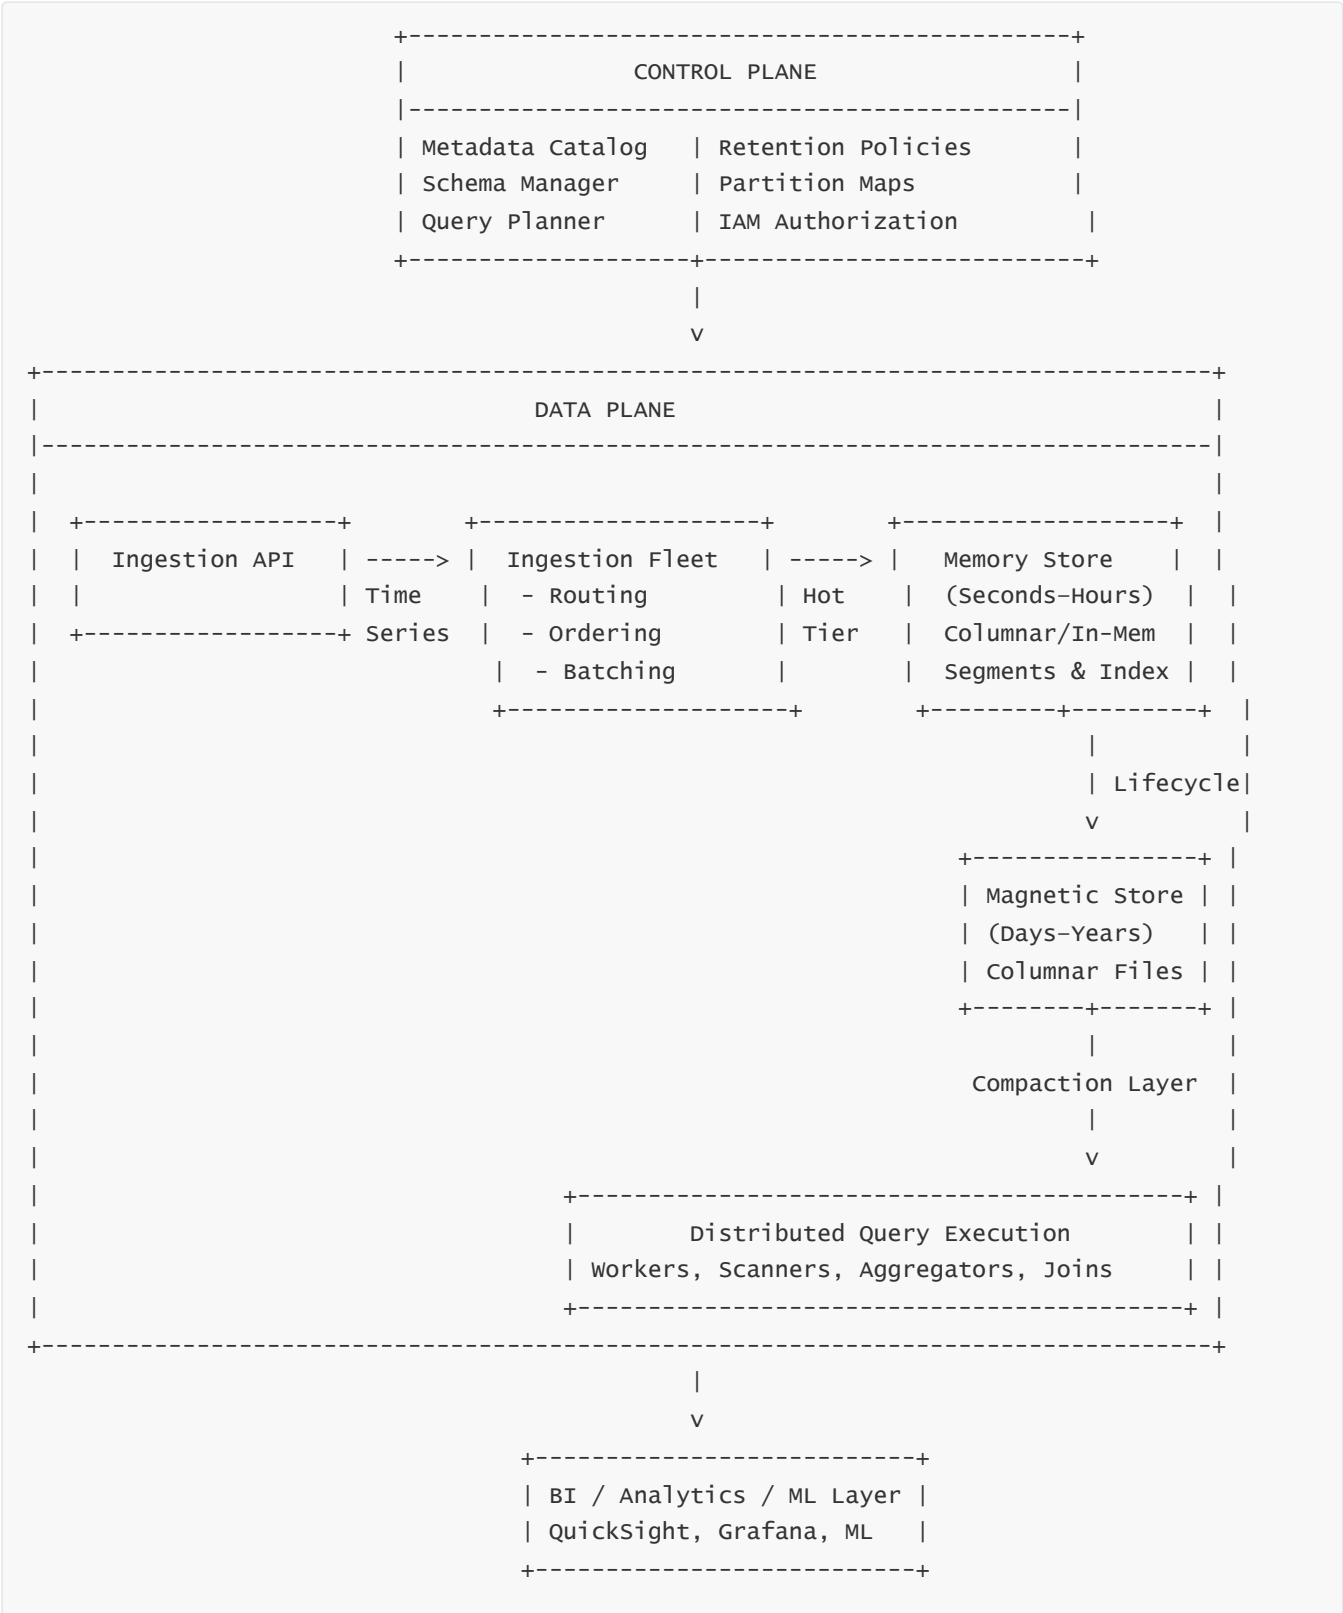 +-----------------------------------------------+
| CONTROL PLANE |
|-----------------------------------------------|
| Metadata Catalog | Retention Policies |
| Schema Manager | Partition Maps |
| Query Planner | IAM Authorization |
+--------------------+---------------------------+
|
v
+-----------------------------------------------------------------------------------+
| DATA PLANE |
|-----------------------------------------------------------------------------------|
| |
| +------------------+ +--------------------+ +-------------------+ |
| | Ingestion API | -----> | Ingestion Fleet | -----> | Memory Store | |
| | | Time | – Routing | Hot | (Seconds–Hours) | |
| +------------------+ Series | – Ordering | Tier | Columnar/In-Mem | |
| | – Batching | | Segments & Index | |
| +--------------------+ +---------+---------+ |
| | |
| | Lifecycle|
| v |
| +----------------+ |
| | Magnetic Store | |
| | (Days–Years) | |
| | Columnar Files | |
| +--------+-------+ |
| | |
| Compaction Layer |
| | |
| v |
| +-------------------------------------------+ |
| | Distributed Query Execution | |
| | Workers, Scanners, Aggregators, Joins | |
| +-------------------------------------------+ |
+-----------------------------------------------------------------------------------+
|
v
+---------------------------+
| BI / Analytics / ML Layer |
| QuickSight, Grafana, ML |
+---------------------------+